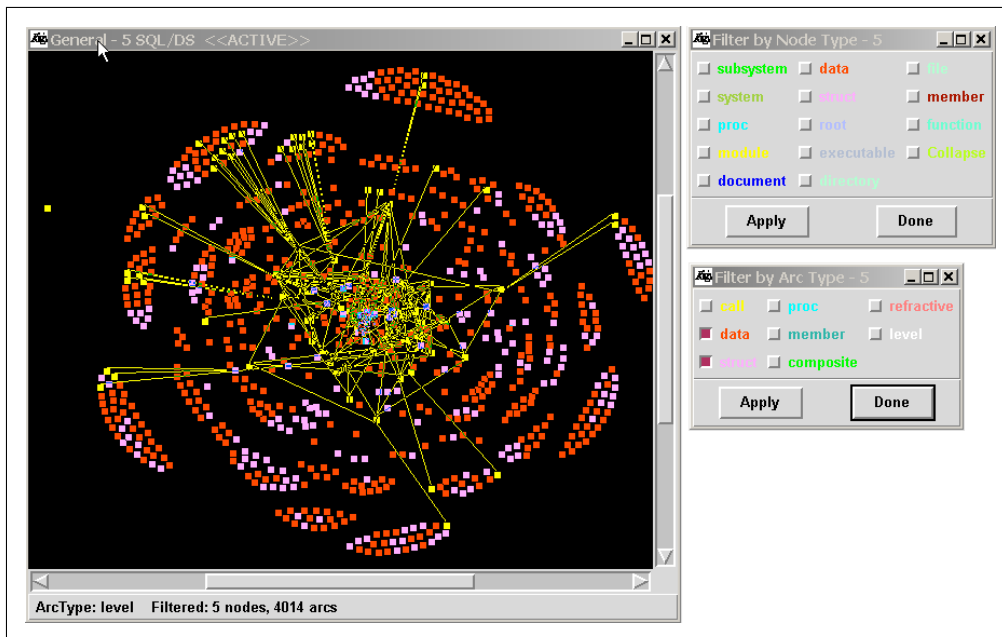 General - 5 SQL/DS <<ACTIVE>>
ArcType: level Filtered: 5 nodes, 4014 arcs
Filter by Node Type - 5
subsystem data file
system struct member
proc root function
module executable Collapse
document directory
Apply Done
Filter by Arc Type - 5
call proc refractive
data member level
struct composite
Apply Done